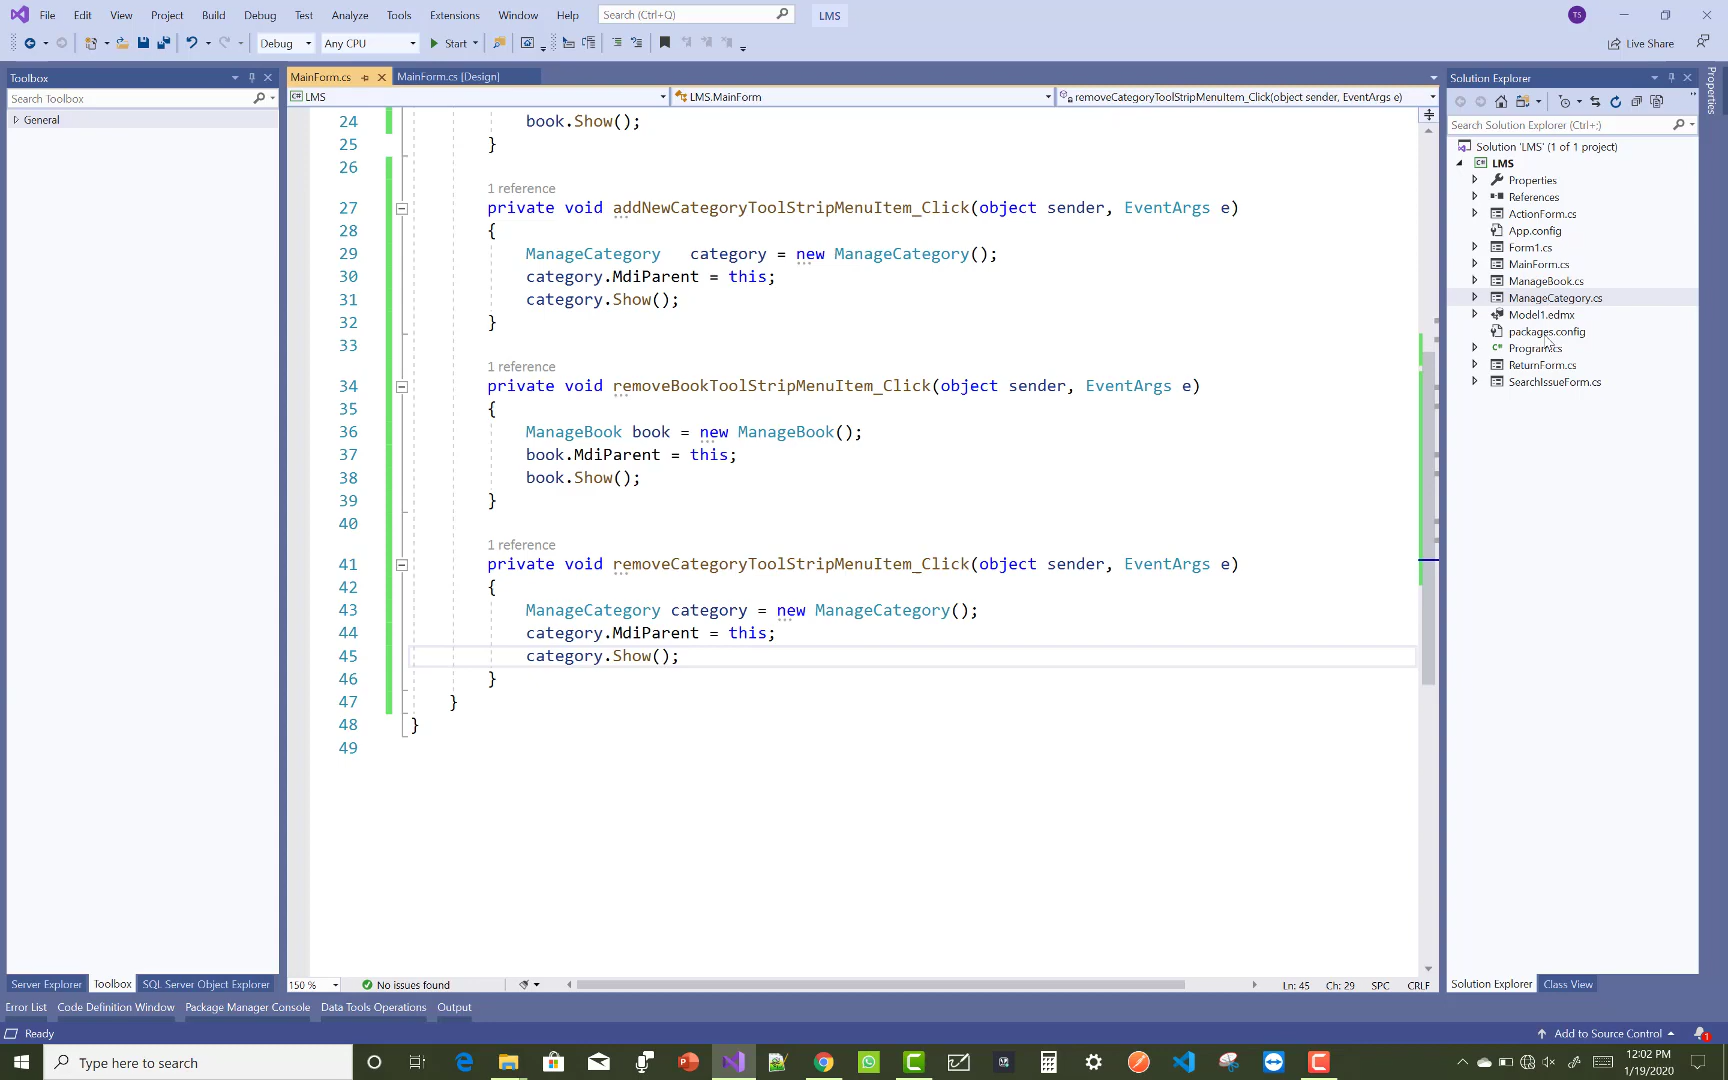 File Edit View Project Build Debug Test Analyze Tools Extensions Window Help Search (Ctrl+Q) LMS TS
Debug Any CPU Start Live Share
Toolbox
Search Toolbox
General
MainForm.cs MainForm.cs [Design]
LMS LMS.MainForm removeCategoryToolStripMenuItem_Click(object sender, EventArgs e)
24 book.Show();
25 }
26
1 reference
27 private void addNewCategoryToolStripMenuItem_Click(object sender, EventArgs e)
28 {
29 ManageCategory category = new ManageCategory();
30 category.MdiParent = this;
31 category.Show();
32 }
33
1 reference
34 private void removeBookToolStripMenuItem_Click(object sender, EventArgs e)
35 {
36 ManageBook book = new ManageBook();
37 book.MdiParent = this;
38 book.Show();
39 }
40
1 reference
41 private void removeCategoryToolStripMenuItem_Click(object sender, EventArgs e)
42 {
43 ManageCategory category = new ManageCategory();
44 category.MdiParent = this;
45 category.Show();
46 }
47 }
48 }
49
150 % No issues found Ln: 45 Ch: 29 SPC CRLF
Solution Explorer
Search Solution Explorer (Ctrl+;)
Solution 'LMS' (1 of 1 project)
LMS
Properties
References
ActionForm.cs
App.config
Form1.cs
MainForm.cs
ManageBook.cs
ManageCategory.cs
Model1.edmx
packages.config
Program.cs
ReturnForm.cs
SearchIssueForm.cs
Properties
Server Explorer Toolbox SQL Server Object Explorer
Solution Explorer Class View
Error List Code Definition Window Package Manager Console Data Tools Operations Output
Ready Add to Source Control 1
Type here to search
12:02 PM
1/19/2020